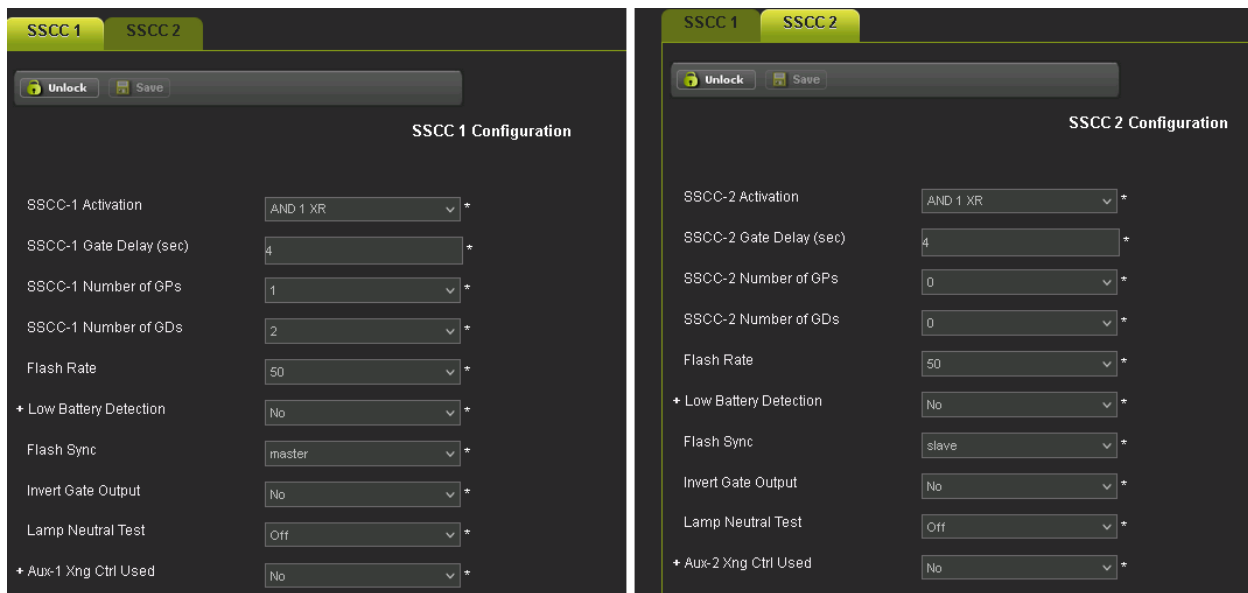 SSCC 1 SSCC 2
Unlock Save
SSCC 1 Configuration
SSCC-1 Activation AND 1 XR *
SSCC-1 Gate Delay (sec) 4 *
SSCC-1 Number of GPs 1 *
SSCC-1 Number of GDs 2 *
Flash Rate 50 *
+ Low Battery Detection No *
Flash Sync master *
Invert Gate Output No *
Lamp Neutral Test Off *
+ Aux-1 Xng Ctrl Used No *
SSCC 1 SSCC 2
Unlock Save
SSCC 2 Configuration
SSCC-2 Activation AND 1 XR *
SSCC-2 Gate Delay (sec) 4 *
SSCC-2 Number of GPs 0 *
SSCC-2 Number of GDs 0 *
Flash Rate 50 *
+ Low Battery Detection No *
Flash Sync slave *
Invert Gate Output No *
Lamp Neutral Test Off *
+ Aux-2 Xng Ctrl Used No *